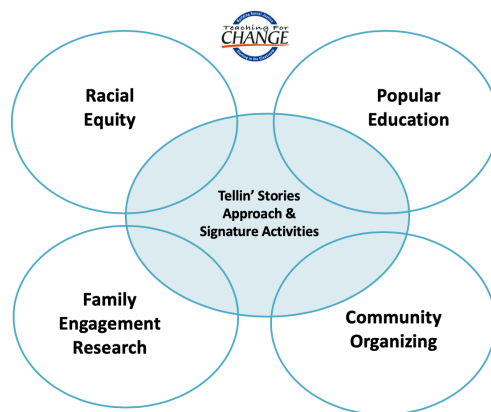 Teaching For
CHANGE
Racial
Equity
Popular
Education
Tellin' Stories
Approach &
Signature Activities
Family
Engagement
Research
Community
Organizing